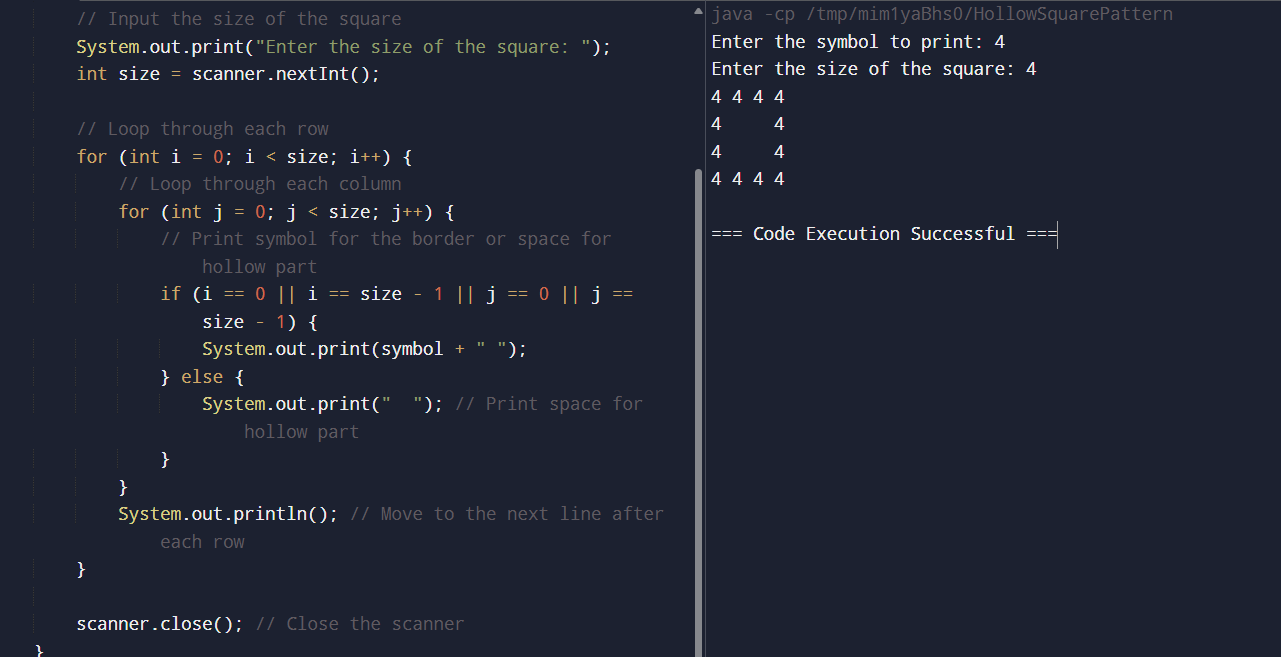 // Input the size of the square
System.out.print("Enter the size of the square: ");
int size = scanner.nextInt();
// Loop through each row
for (int i = 0; i < size; i++) {
// Loop through each column
for (int j = 0; j < size; j++) {
// Print symbol for the border or space for
hollow part
if (i == 0 || i == size - 1 || j == 0 || j ==
size - 1) {
System.out.print(symbol + " ");
} else {
System.out.print("  "); // Print space for
hollow part
}
}
System.out.println(); // Move to the next line after
each row
}
scanner.close(); // Close the scanner
}
java -cp /tmp/mim1yaBhs0/HollowSquarePattern
Enter the symbol to print: 4
Enter the size of the square: 4
4 4 4 4
4     4
4     4
4 4 4 4
=== Code Execution Successful ===